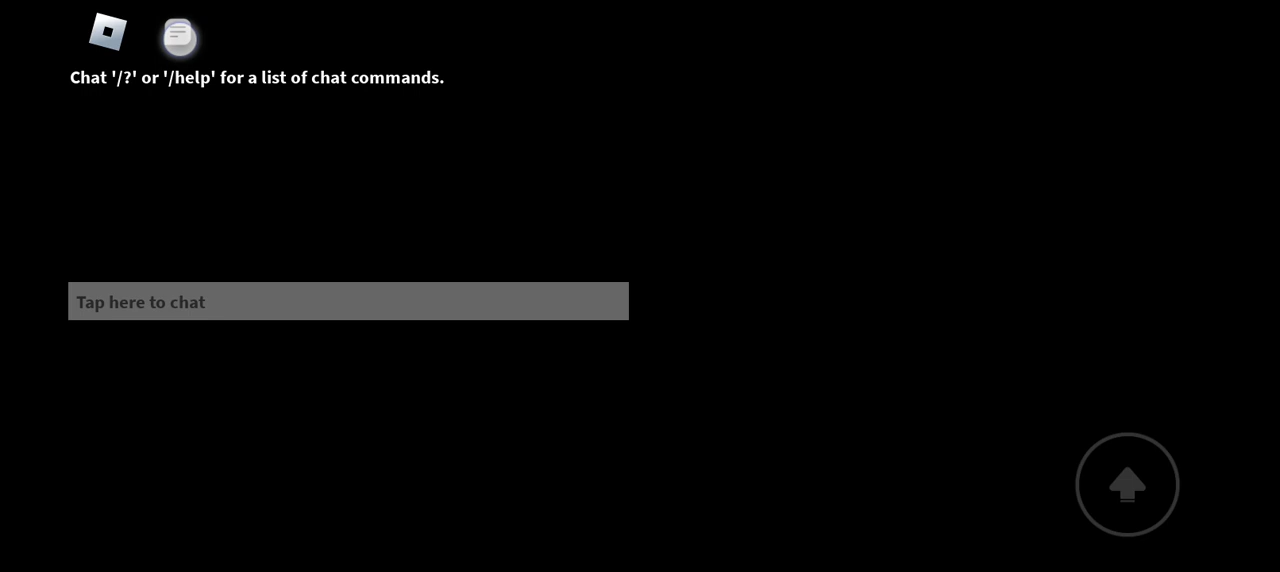 Chat '/?' or '/help' for a list of chat commands.
Tap here to chat